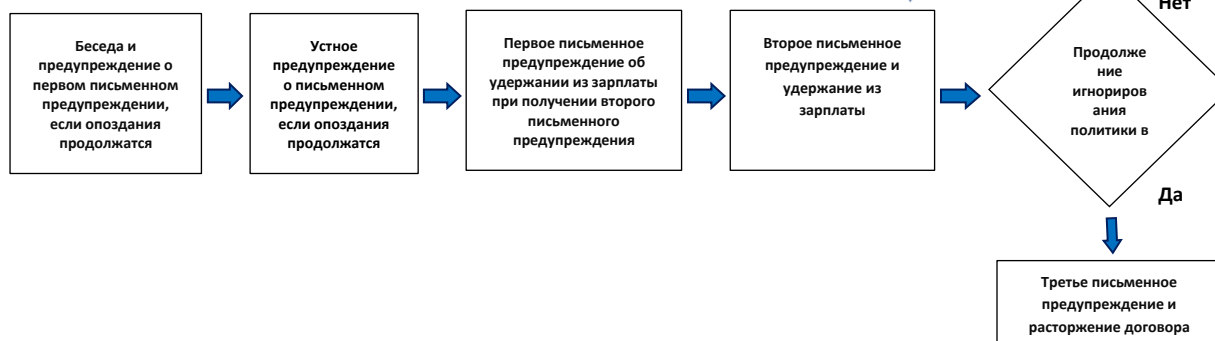 Беседа и
предупреждение о
первом письменном
предупреждении,
если опоздания
продолжатся
Устное
предупреждение
о письменном
предупреждении,
если опоздания
продолжатся
Первое письменное
предупреждение об
удержании из зарплаты
при получении второго
письменного
предупреждения
Второе письменное
предупреждение и
удержание из
зарплаты
Нет
Продолже
ние
игнориров
ания
политики в
Да
Третье письменное
предупреждение и
расторжение договора